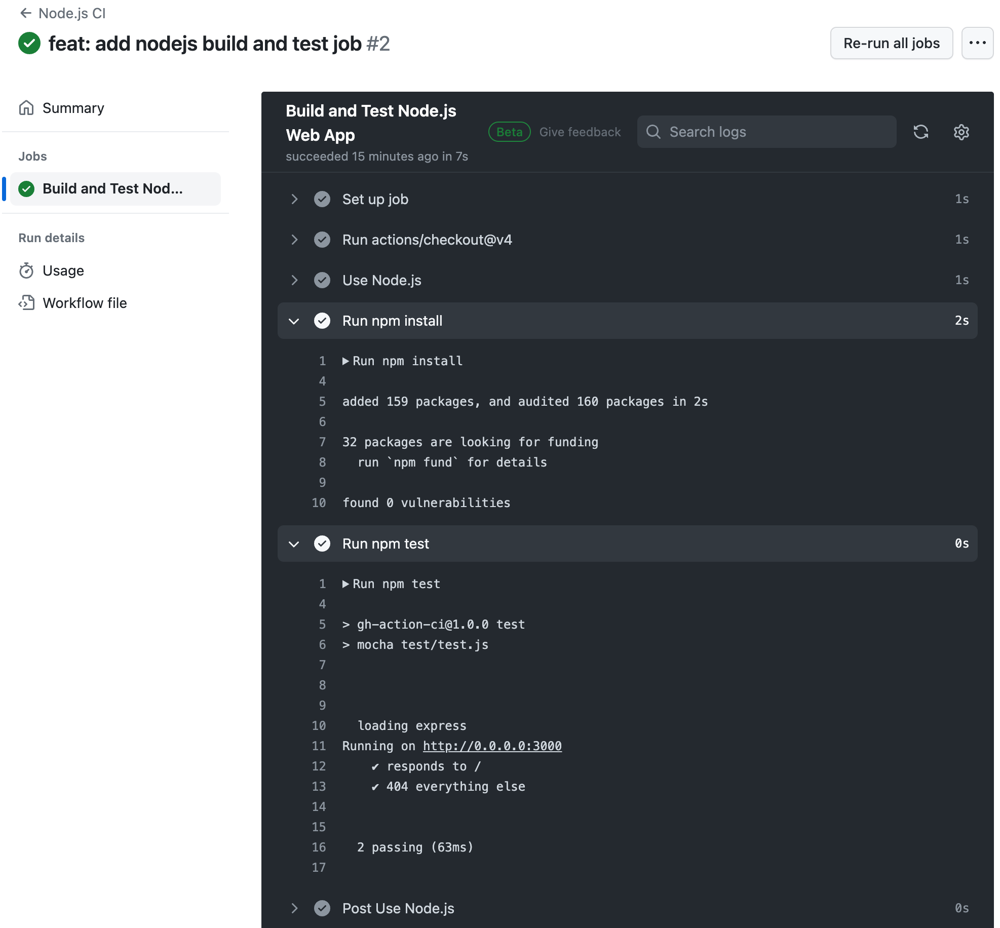 Node.js CI
feat: add nodejs build and test job #2
Re-run all jobs
Summary
Jobs
Build and Test Nod...
Run details
Usage
Workflow file
Build and Test Node.js
Web App
succeeded 15 minutes ago in 7s
Beta
Give feedback
Search logs
Set up job 1s
Run actions/checkout@v4 1s
Use Node.js 1s
Run npm install 2s
1 Run npm install
4
5 added 159 packages, and audited 160 packages in 2s
6
7 32 packages are looking for funding
8 run `npm fund` for details
9
10 found 0 vulnerabilities
Run npm test 0s
1 Run npm test
4
5 > gh-action-ci@1.0.0 test
6 > mocha test/test.js
7
8
9
10 loading express
11 Running on http://0.0.0.0:3000
12 ✔ responds to /
13 ✔ 404 everything else
14
15
16 2 passing (63ms)
17
Post Use Node.js 0s